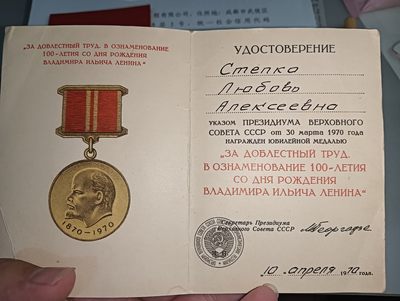 „ЗА ДОБЛЕСТНЫЙ ТРУД. В ОЗНАМЕНОВАНИЕ
100-ЛЕТИЯ СО ДНЯ РОЖДЕНИЯ
ВЛАДИМИРА ИЛЬИЧА ЛЕНИНА“
1870-1970
УДОСТОВЕРЕНИЕ
Степко
Любовь
Алексеевна
УКАЗОМ ПРЕЗИДИУМА ВЕРХОВНОГО
СОВЕТА СССР от 30 марта 1970 года
НАГРАЖДЕН ЮБИЛЕЙНОЙ МЕДАЛЬЮ
„ЗА ДОБЛЕСТНЫЙ ТРУД.
В ОЗНАМЕНОВАНИЕ 100-ЛЕТИЯ
СО ДНЯ РОЖДЕНИЯ
ВЛАДИМИРА ИЛЬИЧА ЛЕНИНА“
Секретарь Президиума
Верховного Совета СССР
10 апреля 1970 г.